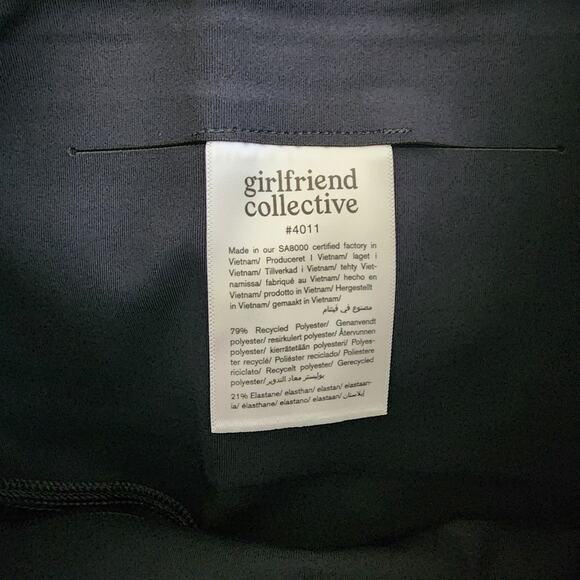 girlfriend
collective
#4011
Made in our SA8000 certified factory in
Vietnam/ Produceret I Vietnam/ laget i
Vietnam/ Tillverkad i Vietnam/ tehty Viet-
namissa/ fabriqué au Vietnam/ hecho en
Vietnam/ prodotto in Vietnam/ Hergestellt
in Vietnam/ gemaakt in Vietnam/
مصنوع في فيتنام
79% Recycled Polyester/ Genanvendt
polyester/ resirkulert polyester/ Återvunnen
polyester/ kierrätetään polyesteri/ Polyes-
ter recyclé/ Poliéster reciclado/ Poliestere
riciclato/ Recycelt polyester/ Gerecycled
polyester/بوليستر معاد التدوير
21% Elastane/ elasthan/ elastan/ elastaan-
ia/ élasthane/ elastano/ elastaan/ إيلاستان/